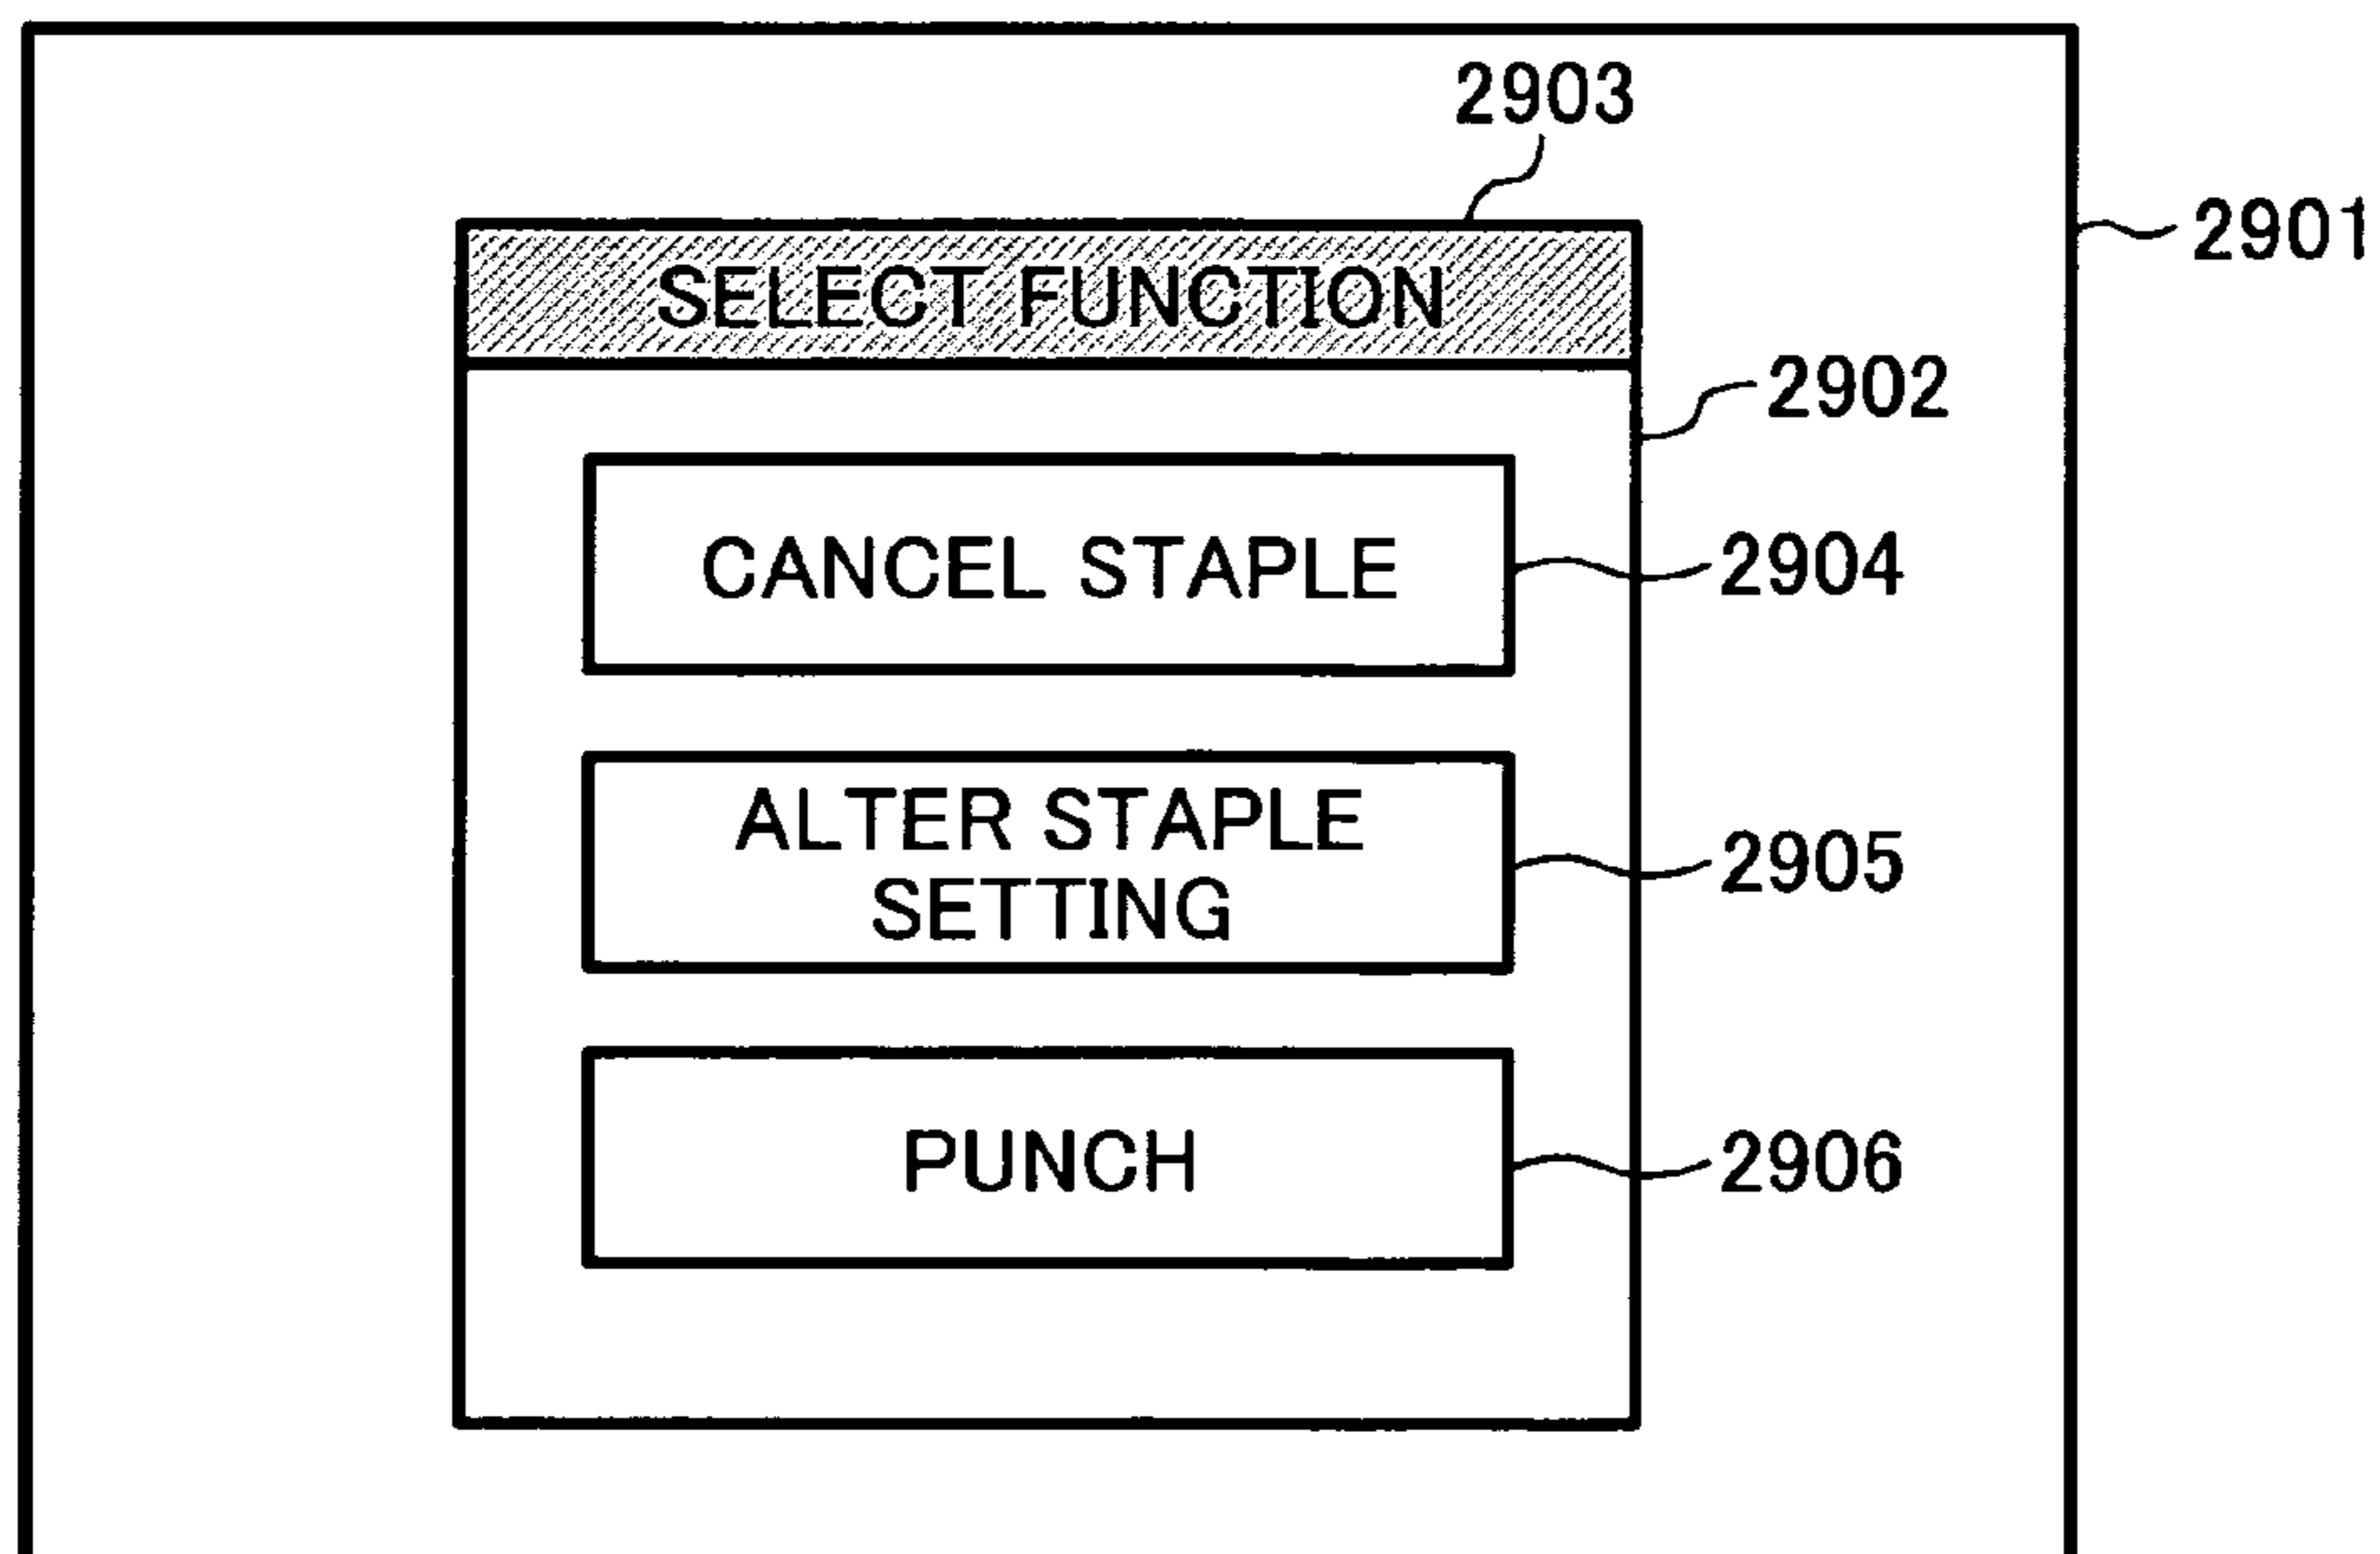 2903
2901
SELECT FUNCTION
2902
CANCEL STAPLE
2904
ALTER STAPLE
SETTING
2905
PUNCH
2906